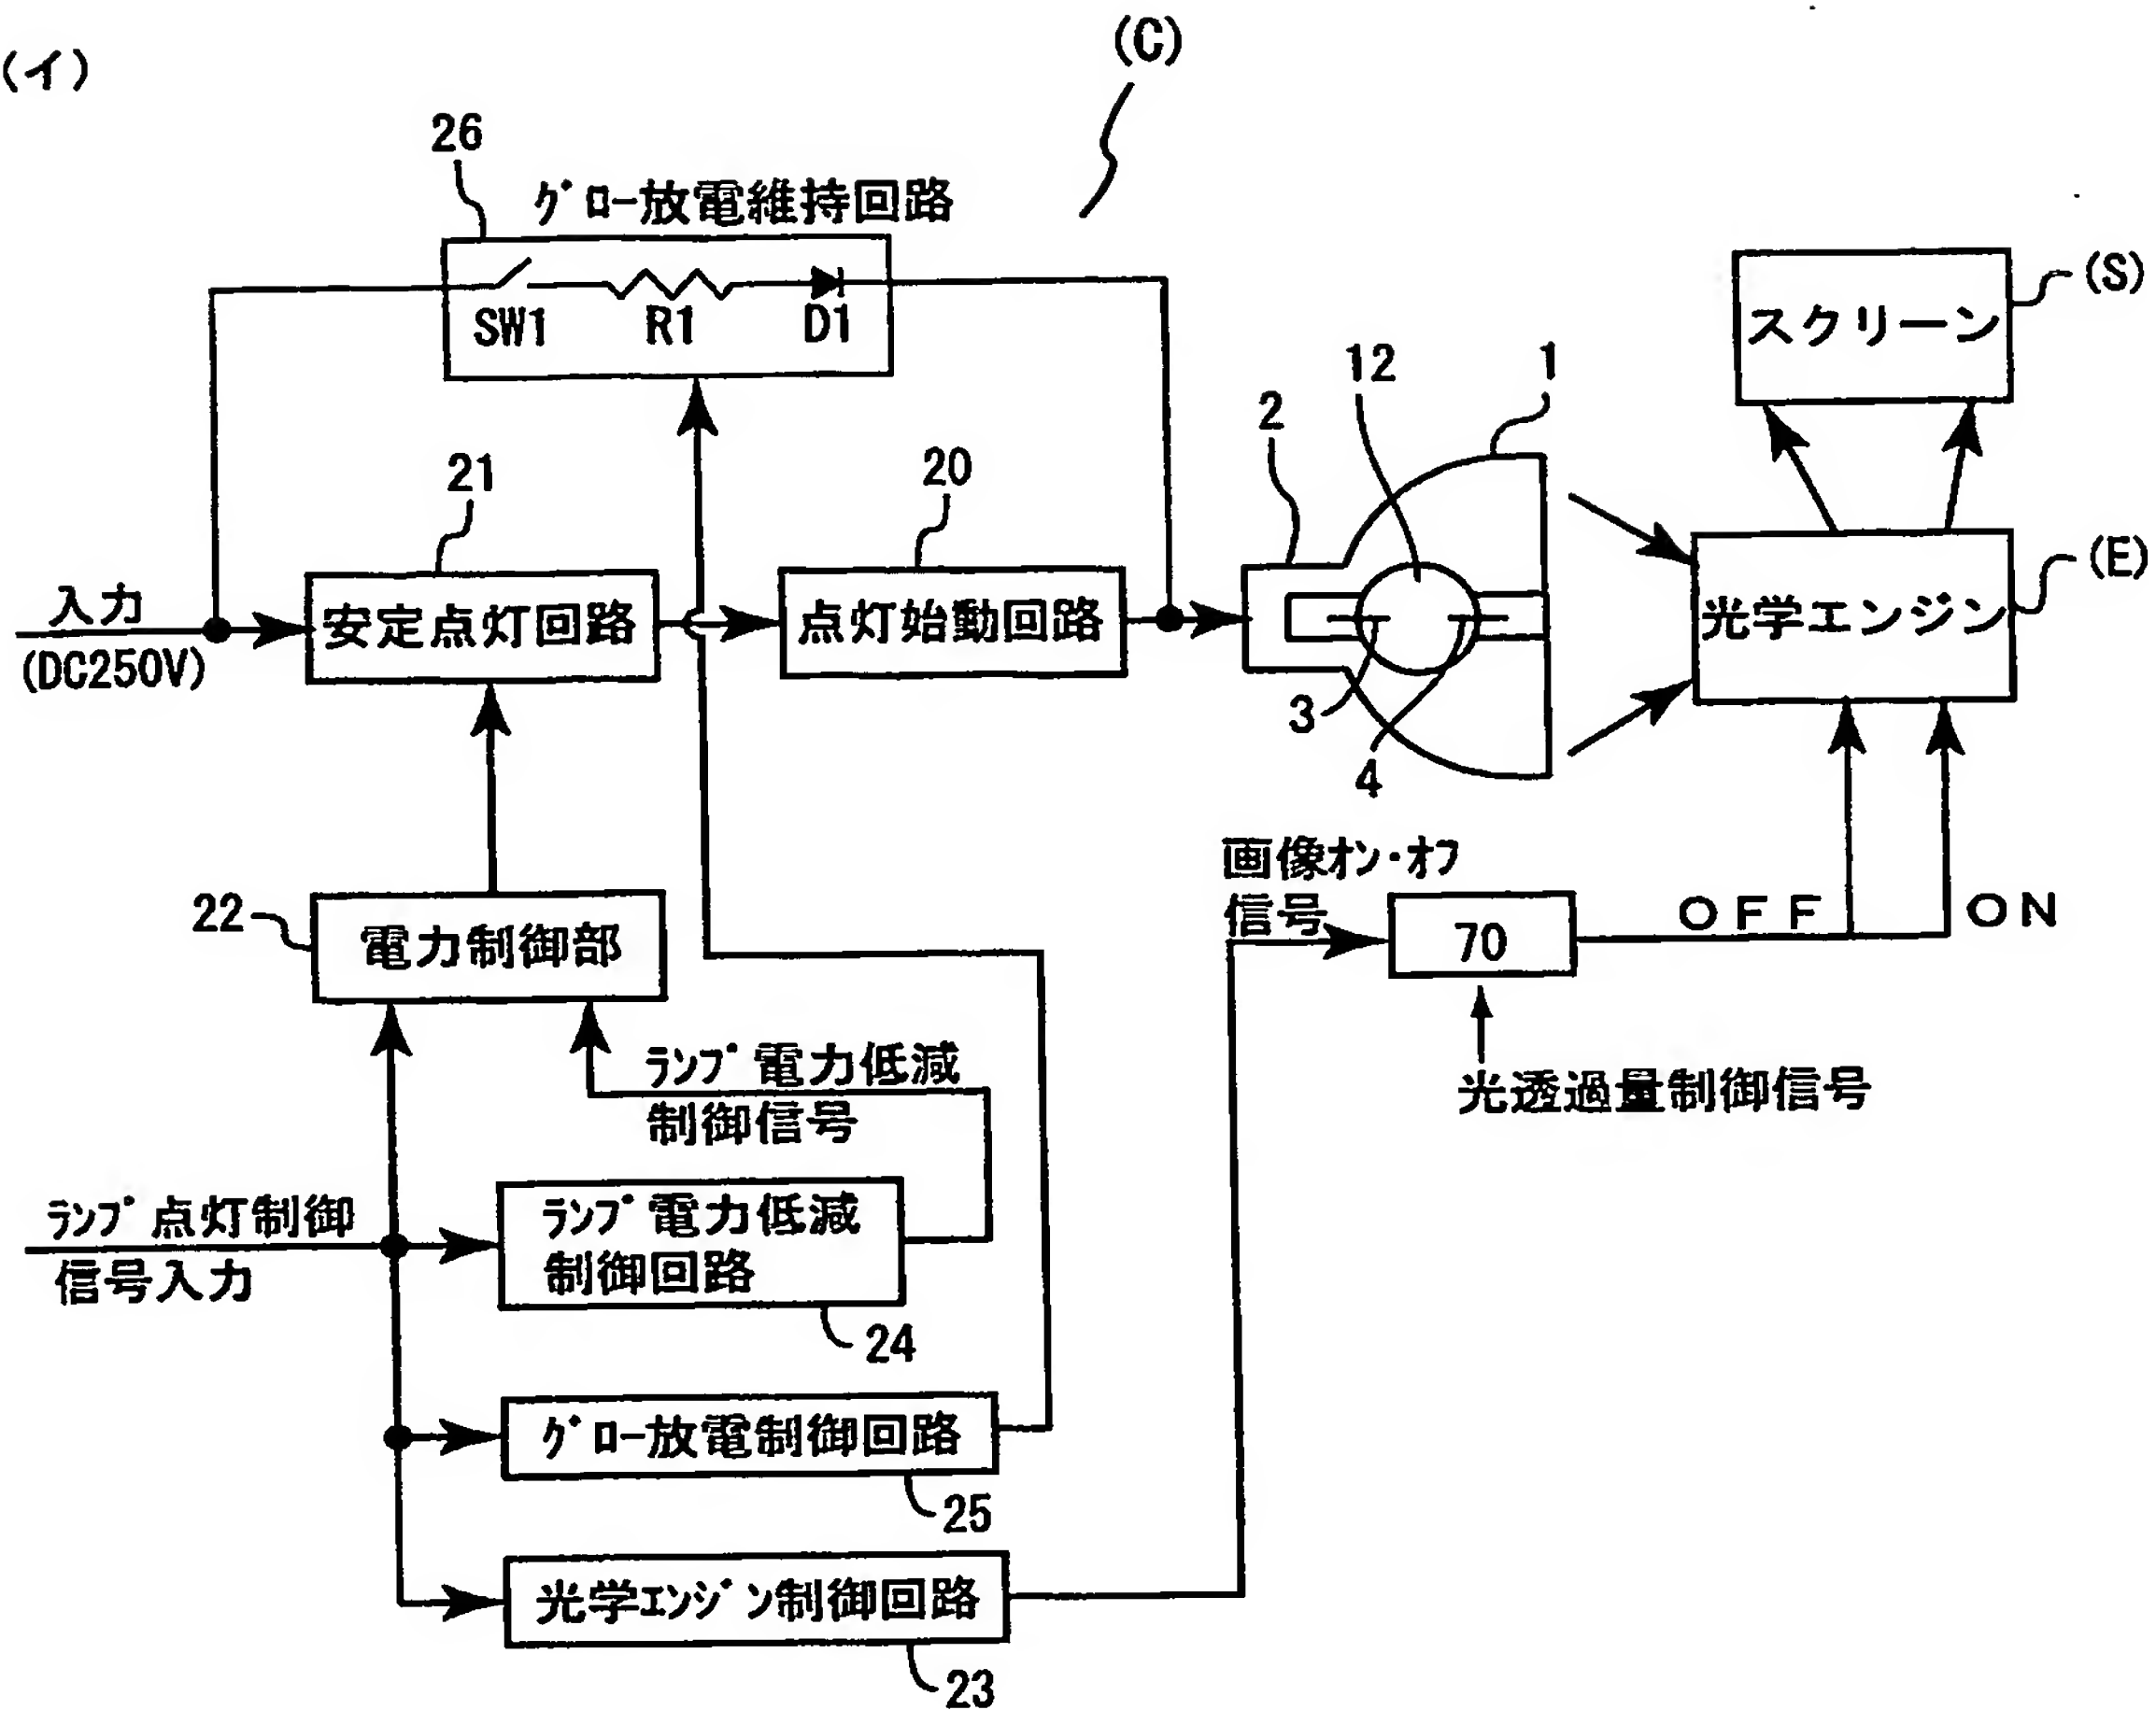 (イ)
(C)
26
グロー放電維持回路
SW1
R1
D1
スクリーン
(S)
12
1
2
21
20
入力
(DC250V)
安定点灯回路
点灯始動回路
光学エンジン
(E)
3
4
22
電力制御部
画像オン・オフ
信号
70
OFF
ON
ランプ電力低減
制御信号
光透過量制御信号
ランプ点灯制御
信号入力
ランプ電力低減
制御回路
24
グロー放電制御回路
25
光学エンジン制御回路
23